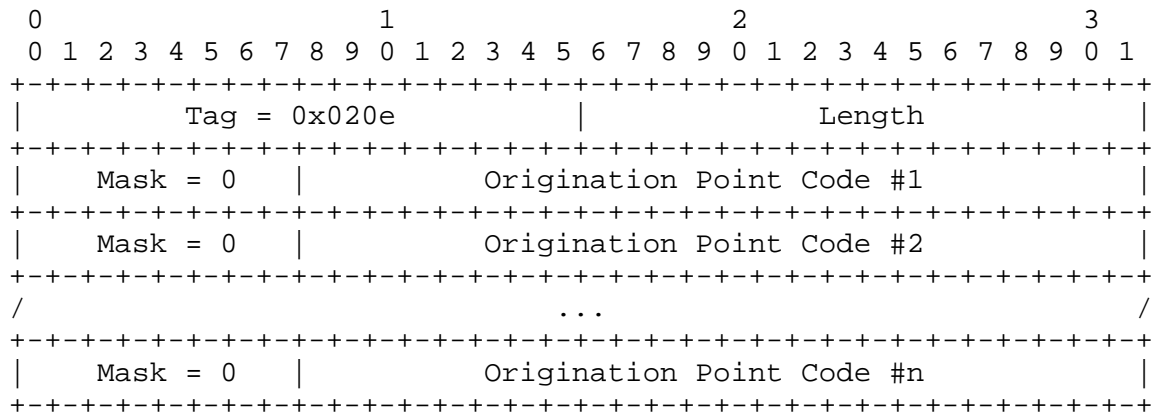 0                   1                   2                   3
 0 1 2 3 4 5 6 7 8 9 0 1 2 3 4 5 6 7 8 9 0 1 2 3 4 5 6 7 8 9 0 1
+-+-+-+-+-+-+-+-+-+-+-+-+-+-+-+-+-+-+-+-+-+-+-+-+-+-+-+-+-+-+-+-+
|         Tag = 0x020e          |             Length            |
+-+-+-+-+-+-+-+-+-+-+-+-+-+-+-+-+-+-+-+-+-+-+-+-+-+-+-+-+-+-+-+-+
|    Mask = 0   |          Origination Point Code #1            |
+-+-+-+-+-+-+-+-+-+-+-+-+-+-+-+-+-+-+-+-+-+-+-+-+-+-+-+-+-+-+-+-+
|    Mask = 0   |          Origination Point Code #2            |
+-+-+-+-+-+-+-+-+-+-+-+-+-+-+-+-+-+-+-+-+-+-+-+-+-+-+-+-+-+-+-+-+
/                              ...                              /
+-+-+-+-+-+-+-+-+-+-+-+-+-+-+-+-+-+-+-+-+-+-+-+-+-+-+-+-+-+-+-+-+
|    Mask = 0   |          Origination Point Code #n            |
+-+-+-+-+-+-+-+-+-+-+-+-+-+-+-+-+-+-+-+-+-+-+-+-+-+-+-+-+-+-+-+-+